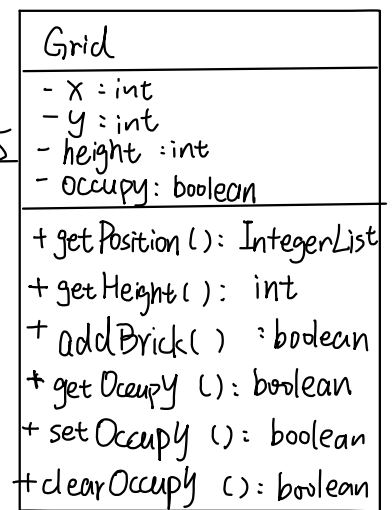 Grid
- x : int
- y : int
- height : int
- occupy : boolean
+ getPosition () : IntegerList
+ getHeight () : int
+ addBrick () : boolean
+ getOccupy () : boolean
+ setOccupy () : boolean
+ clearOccupy () : boolean